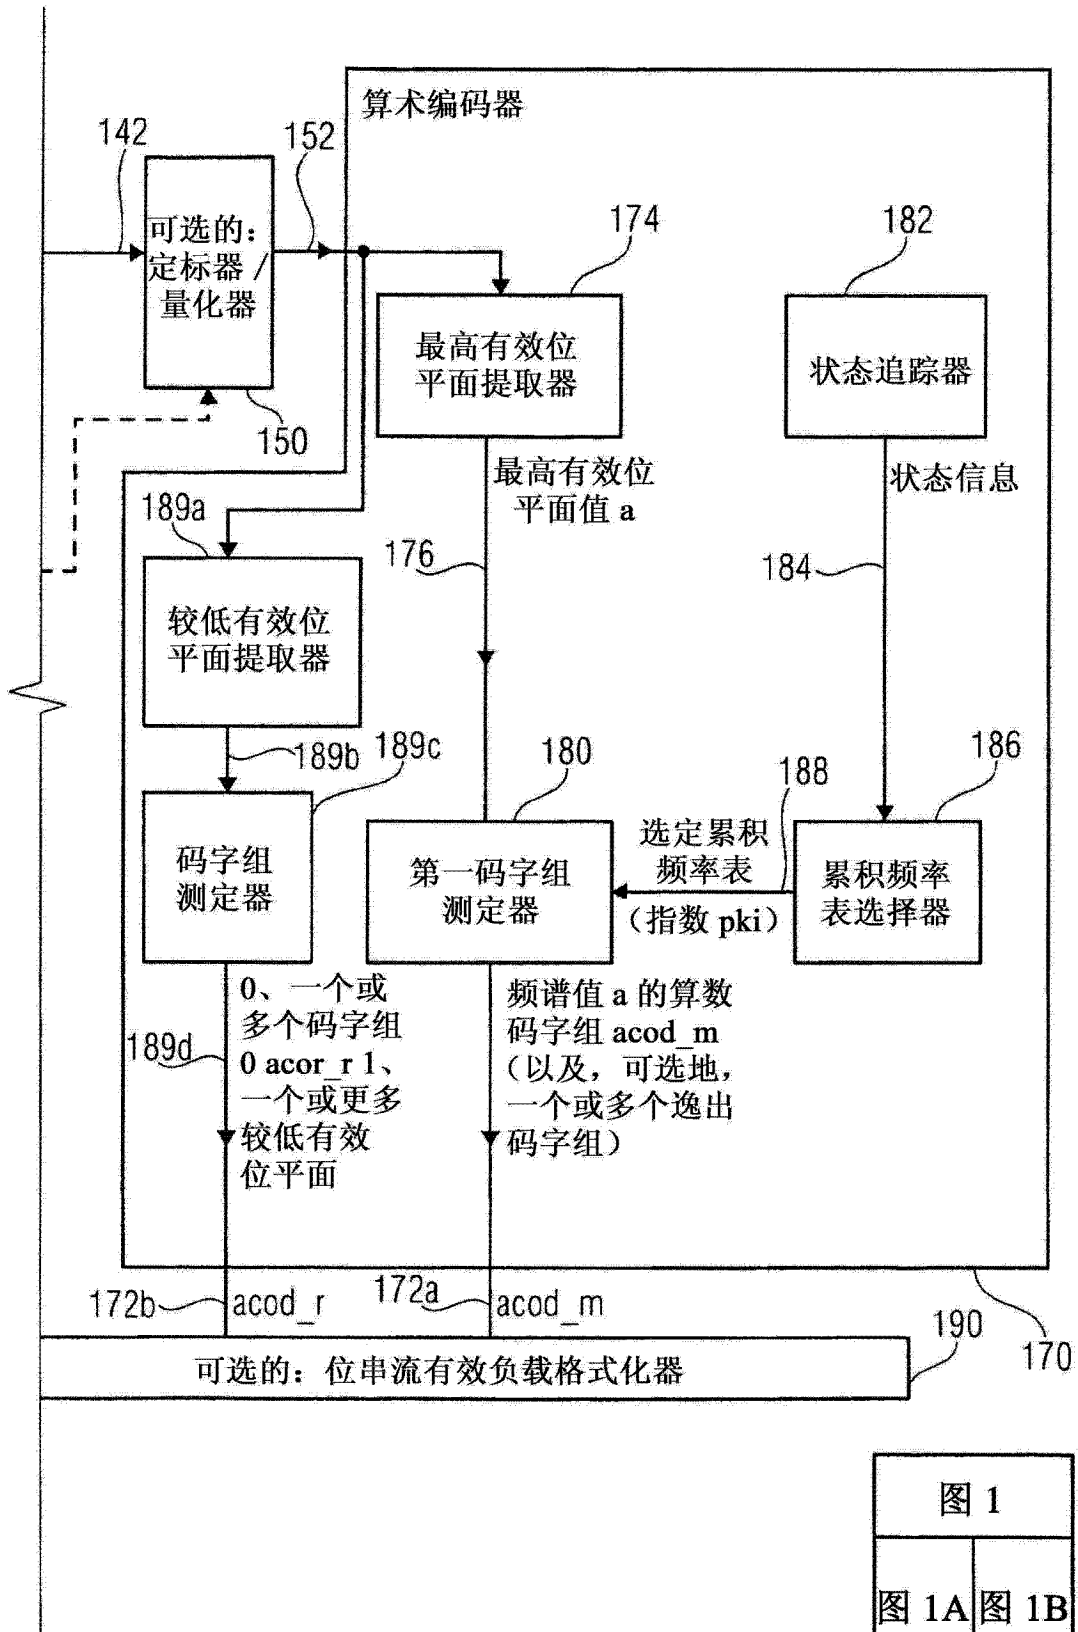 算术编码器
142
152
可选的:
定标器 /
量化器
150
174
182
最高有效位
平面提取器
状态追踪器
最高有效位
平面值 a
状态信息
189a
176
184
较低有效位
平面提取器
189b
189c
180
188
186
码字组
测定器
第一码字组
测定器
选定累积
频率表
(指数 pki)
累积频率
表选择器
0、一个或
多个码字组
0 acor_r 1、
一个或更多
较低有效
位平面
189d
频谱值 a 的算数
码字组 acod_m
(以及, 可选地,
一个或多个逸出
码字组)
172b
acod_r
172a
acod_m
190
170
可选的: 位串流有效负载格式化器
图 1
图 1A
图 1B